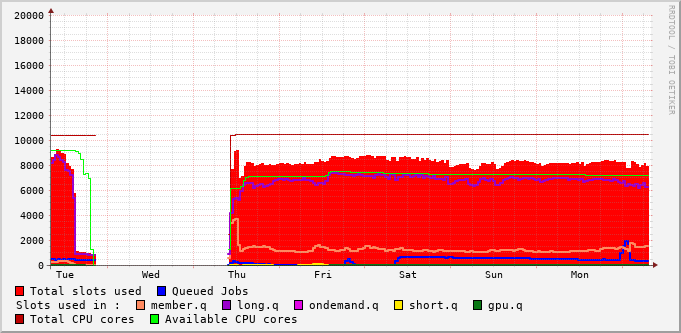 20000
18000
16000
14000
12000
10000
8000
6000
4000
2000
0
Tue Wed Thu Fri Sat Sun Mon
RRDTOOL / TOBI OETIKER
Total slots used Queued Jobs
Slots used in : member.q long.q ondemand.q short.q gpu.q
Total CPU cores Available CPU cores